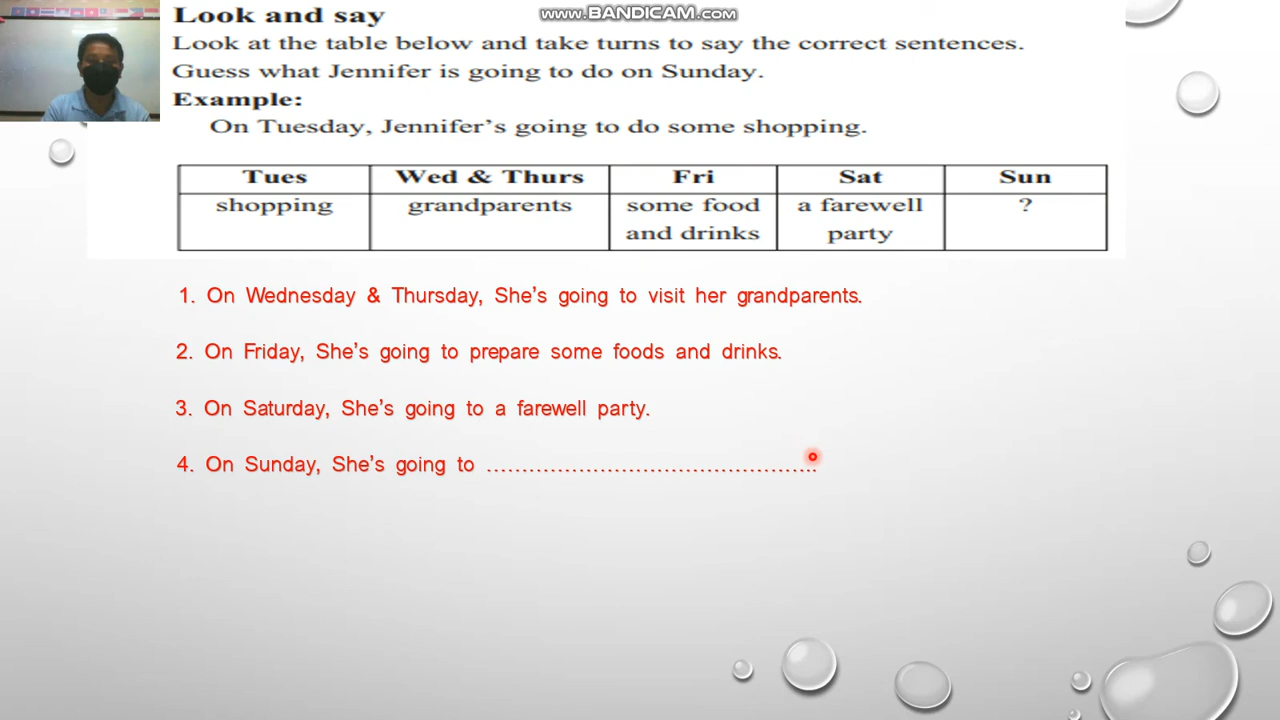 www.BANDICAM.com
Look and say
Look at the table below and take turns to say the correct sentences.
Guess what Jennifer is going to do on Sunday.
Example:
On Tuesday, Jennifer's going to do some shopping.
Tues Wed & Thurs Fri Sat Sun
shopping grandparents some food a farewell ?
and drinks party
1. On Wednesday & Thursday, She's going to visit her grandparents.
2. On Friday, She's going to prepare some foods and drinks.
3. On Saturday, She's going to a farewell party.
4. On Sunday, She's going to ..............................................